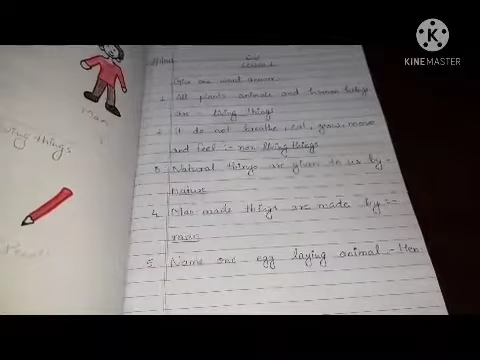 KINEMASTER
Man
ing things
Lesson 1
Give one word answer
1. All plants animals and human beings
are - living things
2. it do not breathe, eat, grow, move
and feel :- non living things
3. Natural things are given to us by -
nature
4. Man made things are made by :-
man
5. Name one egg laying animal - Hen